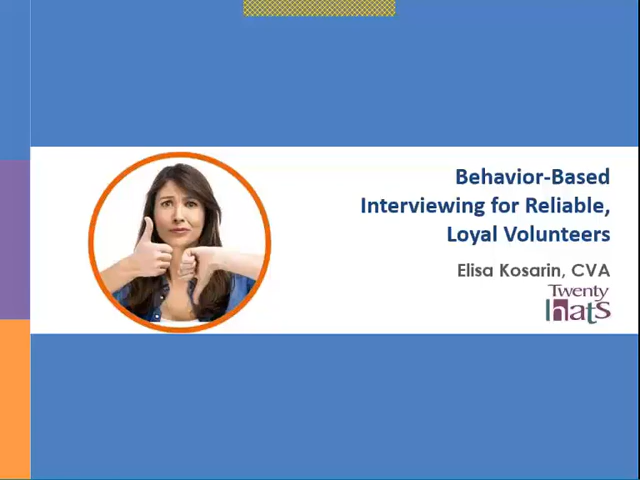 Behavior-Based
Interviewing for Reliable,
Loyal Volunteers
Elisa Kosarin, CVA
Twenty
hats